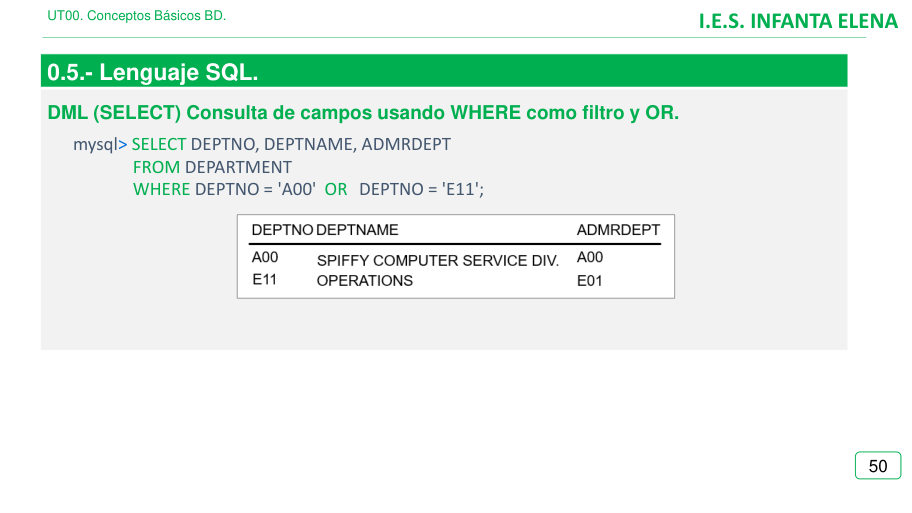 UT00. Conceptos Básicos BD.
I.E.S. INFANTA ELENA
0.5.- Lenguaje SQL.
DML (SELECT) Consulta de campos usando WHERE como filtro y OR.
mysql> SELECT DEPTNO, DEPTNAME, ADMRDEPT
FROM DEPARTMENT
WHERE DEPTNO = 'A00' OR DEPTNO = 'E11';
DEPTNO DEPTNAME ADMRDEPT
A00 SPIFFY COMPUTER SERVICE DIV. A00
E11 OPERATIONS E01
50